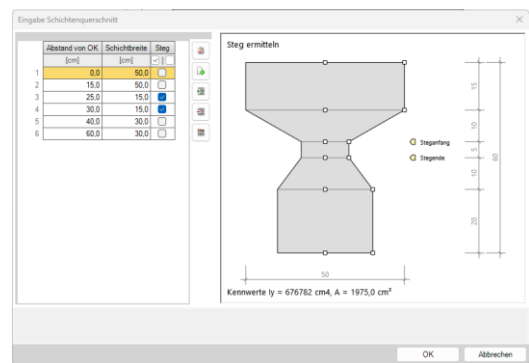 Eingabe Schichtenquerschnitt
Abstand von OK Schichtbreite Steg
[cm] [cm]
1 0,0 50,0
2 15,0 50,0
3 25,0 15,0
4 30,0 15,0
5 40,0 30,0
6 60,0 30,0
Steg ermitteln
15
10
5
10
20
60
Steganfang
Stegende
50
Kennwerte Iy = 676782 cm4, A = 1975,0 cm²
OK Abbrechen